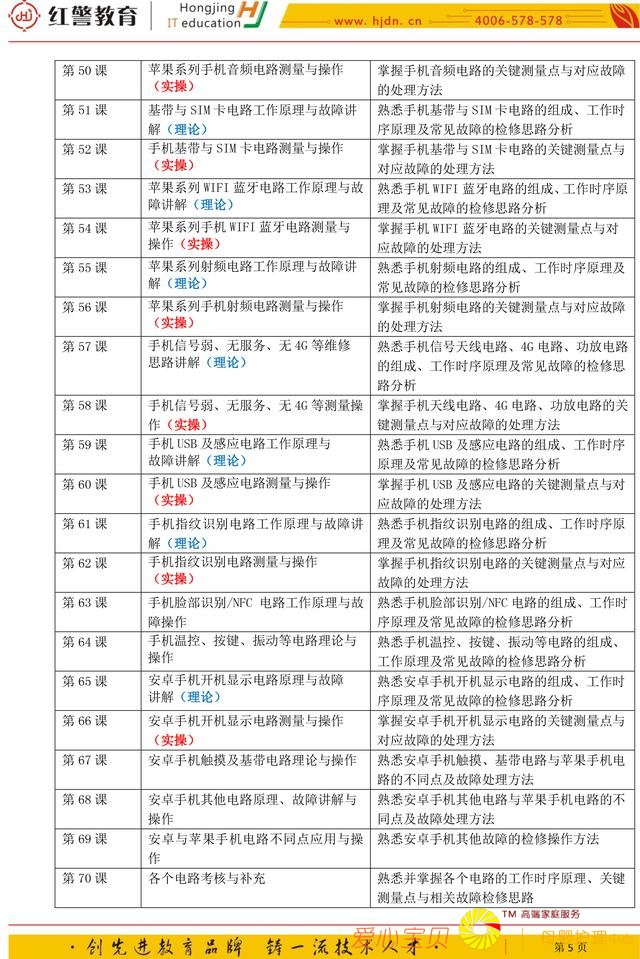 红警教育
Hongjing
IT education
www. hjdn. cn
4006-578-578
第 50 课
苹果系列手机音频电路测量与操作
（实操）
掌握手机音频电路的关键测量点与对应故障
的处理方法
第 51 课
基带与 SIM 卡电路工作原理与故障讲
解（理论）
熟悉手机基带与 SIM 卡电路的组成、工作时
序原理及常见故障的检修思路分析
第 52 课
手机基带与 SIM 卡电路测量与操作
（实操）
掌握手机基带与 SIM 卡电路的关键测量点与
对应故障的处理方法
第 53 课
苹果系列 WIFI 蓝牙电路工作原理与故
障讲解（理论）
熟悉手机 WIFI 蓝牙电路的组成、工作时序原
理及常见故障的检修思路分析
第 54 课
苹果系列手机 WIFI 蓝牙电路测量与
操作（实操）
掌握手机 WIFI 蓝牙电路的关键测量点与对
应故障的处理方法
第 55 课
苹果系列射频电路工作原理与故障讲
解（理论）
熟悉手机射频电路的组成、工作时序原理及
常见故障的检修思路分析
第 56 课
苹果系列手机射频电路测量与操作
（实操）
掌握手机射频电路的关键测量点与对应故障
的处理方法
第 57 课
手机信号弱、无服务、无 4G 等维修
思路讲解（理论）
熟悉手机信号天线电路、4G 电路、功放电路
的组成、工作时序原理及常见故障的检修思
路分析
第 58 课
手机信号弱、无服务、无 4G 等测量操
作（实操）
掌握手机天线电路、4G 电路、功放电路的关
键测量点与对应故障的处理方法
第 59 课
手机 USB 及感应电路工作原理与
故障讲解（理论）
熟悉手机 USB 及感应电路的组成、工作时序
原理及常见故障的检修思路分析
第 60 课
手机 USB 及感应电路测量与操作
（实操）
掌握手机 USB 及感应电路的关键测量点与对
应故障的处理方法
第 61 课
手机指纹识别电路工作原理与故障讲
解（理论）
熟悉手机指纹识别电路的组成、工作时序原
理及常见故障的检修思路分析
第 62 课
手机指纹识别电路测量与操作
（实操）
掌握手机指纹识别电路的关键测量点与对应
故障的处理方法
第 63 课
手机脸部识别/NFC 电路工作原理与故
障操作
熟悉手机脸部识别/NFC 电路的组成、工作时
序原理及常见故障的检修思路分析
第 64 课
手机温控、按键、振动等电路理论与
操作
熟悉手机温控、按键、振动等电路的组成、
工作原理及常见故障的检修思路分析
第 65 课
安卓手机开机显示电路原理与故障
讲解（理论）
熟悉安卓手机开机显示电路的组成、工作时
序原理及常见故障的检修思路分析
第 66 课
安卓手机开机显示电路测量与操作
（实操）
掌握安卓手机开机显示电路的关键测量点与
对应故障的处理方法
第 67 课
安卓手机触摸及基带电路理论与操作
熟悉安卓手机触摸、基带电路与苹果手机电
路的不同点及故障处理方法
第 68 课
安卓手机其他电路原理、故障讲解与
操作
熟悉安卓手机其他电路与苹果手机电路的不
同点及故障处理方法
第 69 课
安卓与苹果手机电路不同点应用与操
作
熟悉安卓手机其他故障的检修操作方法
第 70 课
各个电路考核与补充
熟悉并掌握各个电路的工作时序原理、关键
测量点与相关故障检修思路
TM 高端家庭服务
爱心宝贝
母婴护理中心
·创先进教育品牌 铸一流技术人才·
第 5 页